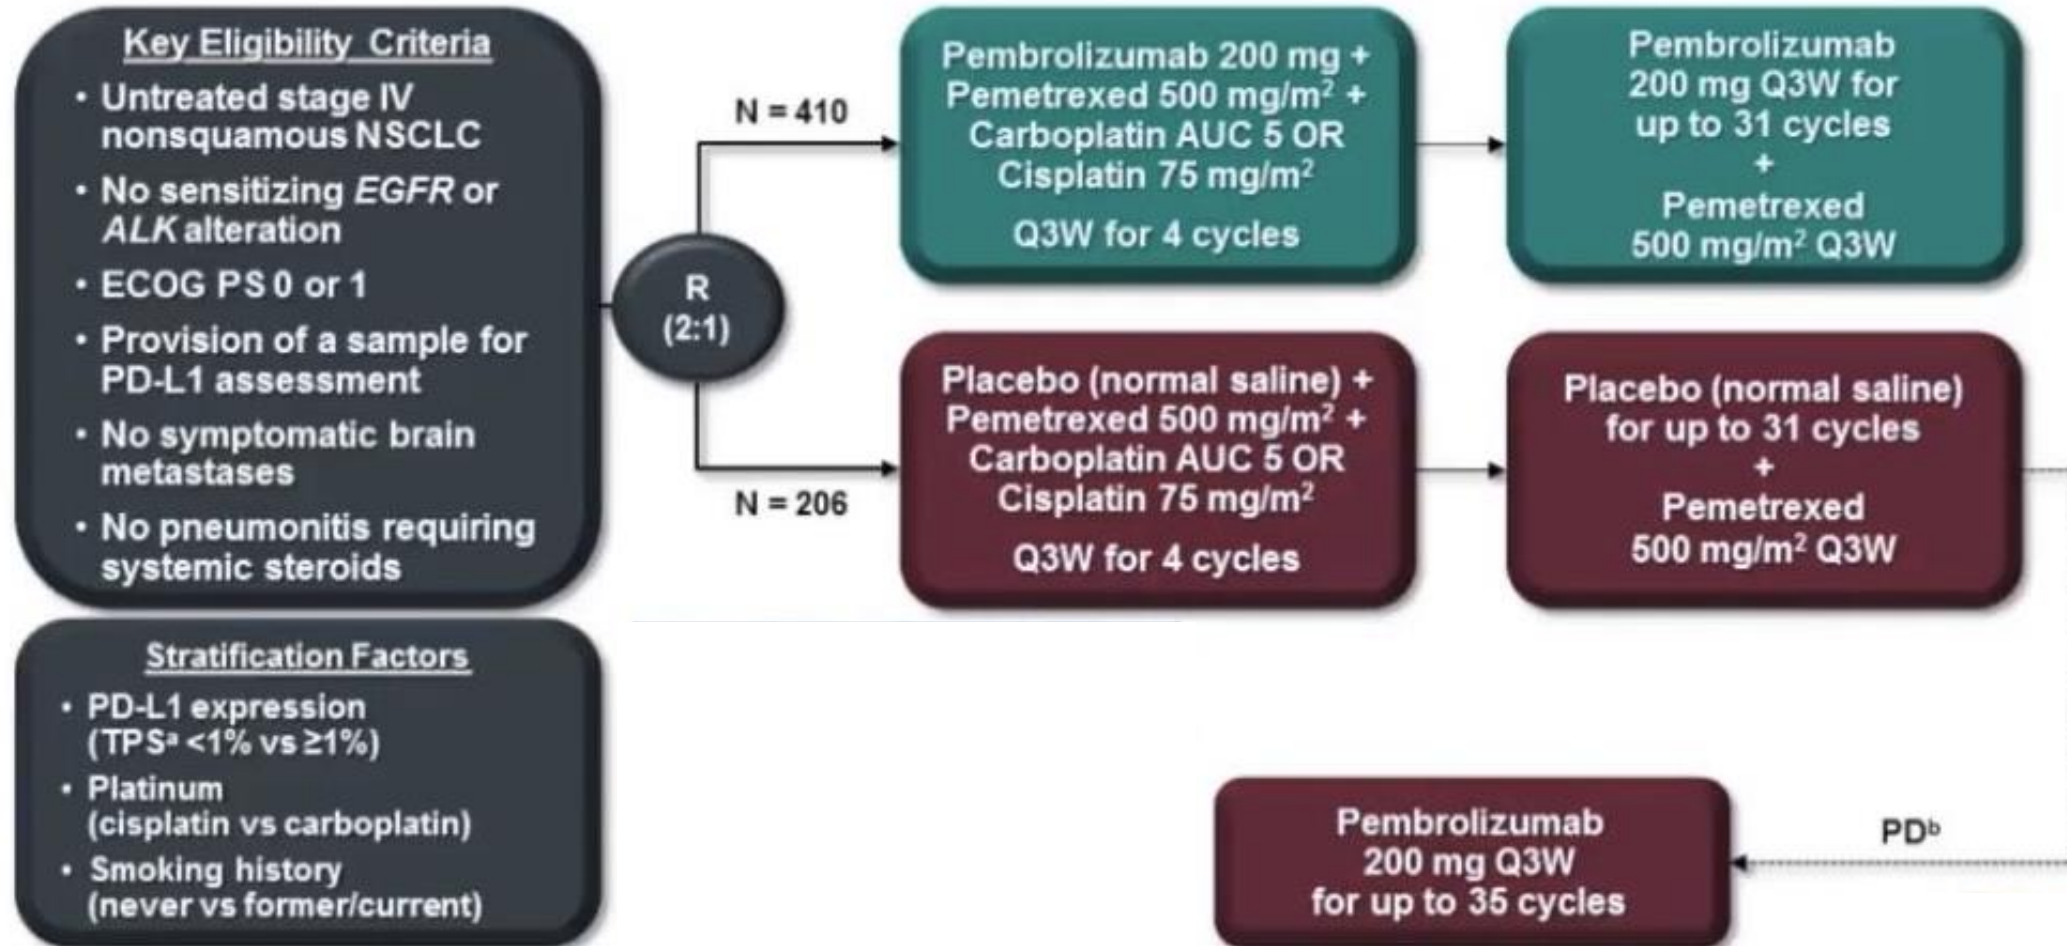 Key Eligibility Criteria
• Untreated stage IV
nonsquamous NSCLC
• No sensitizing EGFR or
ALK alteration
• ECOG PS 0 or 1
• Provision of a sample for
PD-L1 assessment
• No symptomatic brain
metastases
• No pneumonitis requiring
systemic steroids
Stratification Factors
• PD-L1 expression
(TPSᵃ <1% vs ≥1%)
• Platinum
(cisplatin vs carboplatin)
• Smoking history
(never vs former/current)
R
(2:1)
N = 410
Pembrolizumab 200 mg +
Pemetrexed 500 mg/m² +
Carboplatin AUC 5 OR
Cisplatin 75 mg/m²
Q3W for 4 cycles
Pembrolizumab
200 mg Q3W for
up to 31 cycles
+
Pemetrexed
500 mg/m² Q3W
N = 206
Placebo (normal saline) +
Pemetrexed 500 mg/m² +
Carboplatin AUC 5 OR
Cisplatin 75 mg/m²
Q3W for 4 cycles
Placebo (normal saline)
for up to 31 cycles
+
Pemetrexed
500 mg/m² Q3W
PDᵇ
Pembrolizumab
200 mg Q3W
for up to 35 cycles